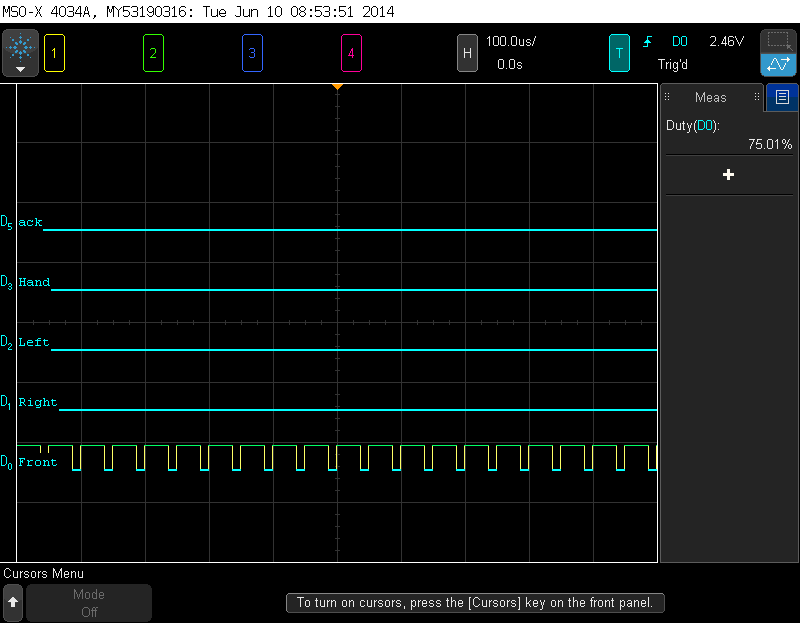 MSO-X 4034A, MY53190316: Tue Jun 10 08:53:51 2014
1 2 3 4 H 100.0us/ T D0 2.46V
0.0s Trig'd
Meas
Duty(D0):
75.01%
D5 ack
D3 Hand
D2 Left
D1 Right
D0 Front
Cursors Menu
Mode
Off
To turn on cursors, press the [Cursors] key on the front panel.